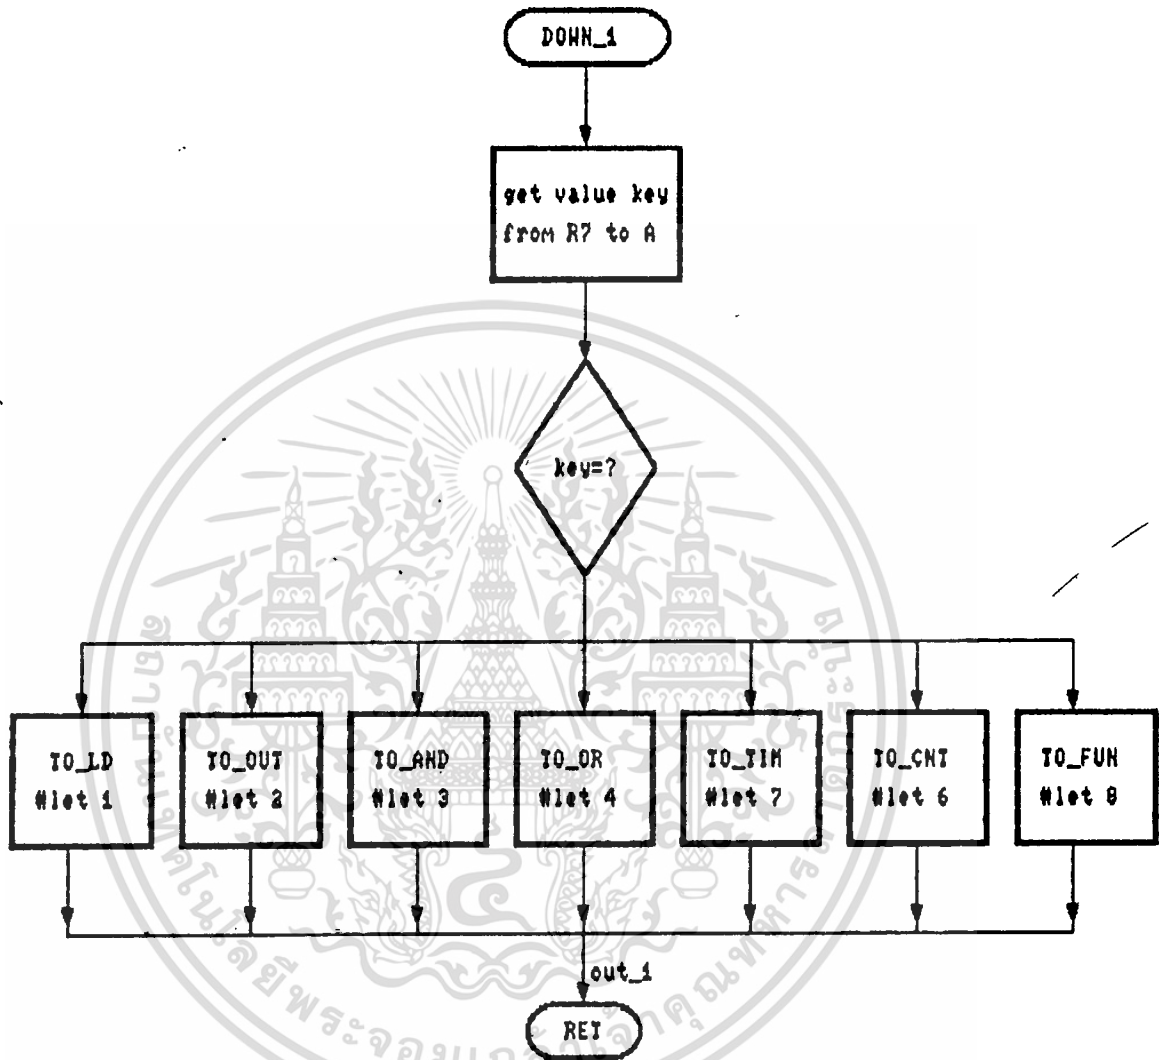 DOWN_1
get value key
from R7 to A
key=?
TO_LD
#let 1
TO_OUT
#let 2
TO_AND
#let 3
TO_OR
#let 4
TO_TIM
#let 7
TO_CNT
#let 6
TO_FUN
#let 8
out_1
RET